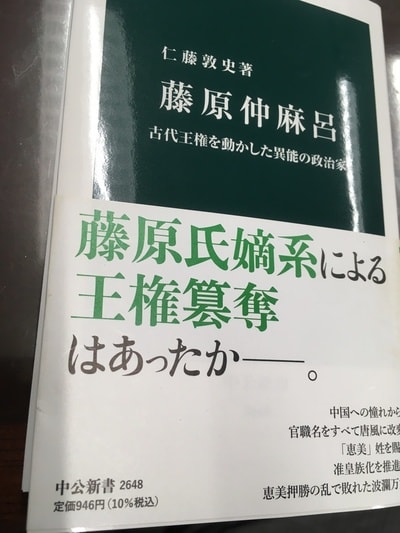 仁藤敦史著
藤原仲麻呂
古代王権を動かした異能の政治家
藤原氏嫡系による
王権簒奪
はあったか──。
中国への憧れから
官職名をすべて唐風に改変
「恵美」姓を賜
准皇族化を推進
恵美押勝の乱で敗れた波瀾万
中公新書 2648
定価946円(10%税込)